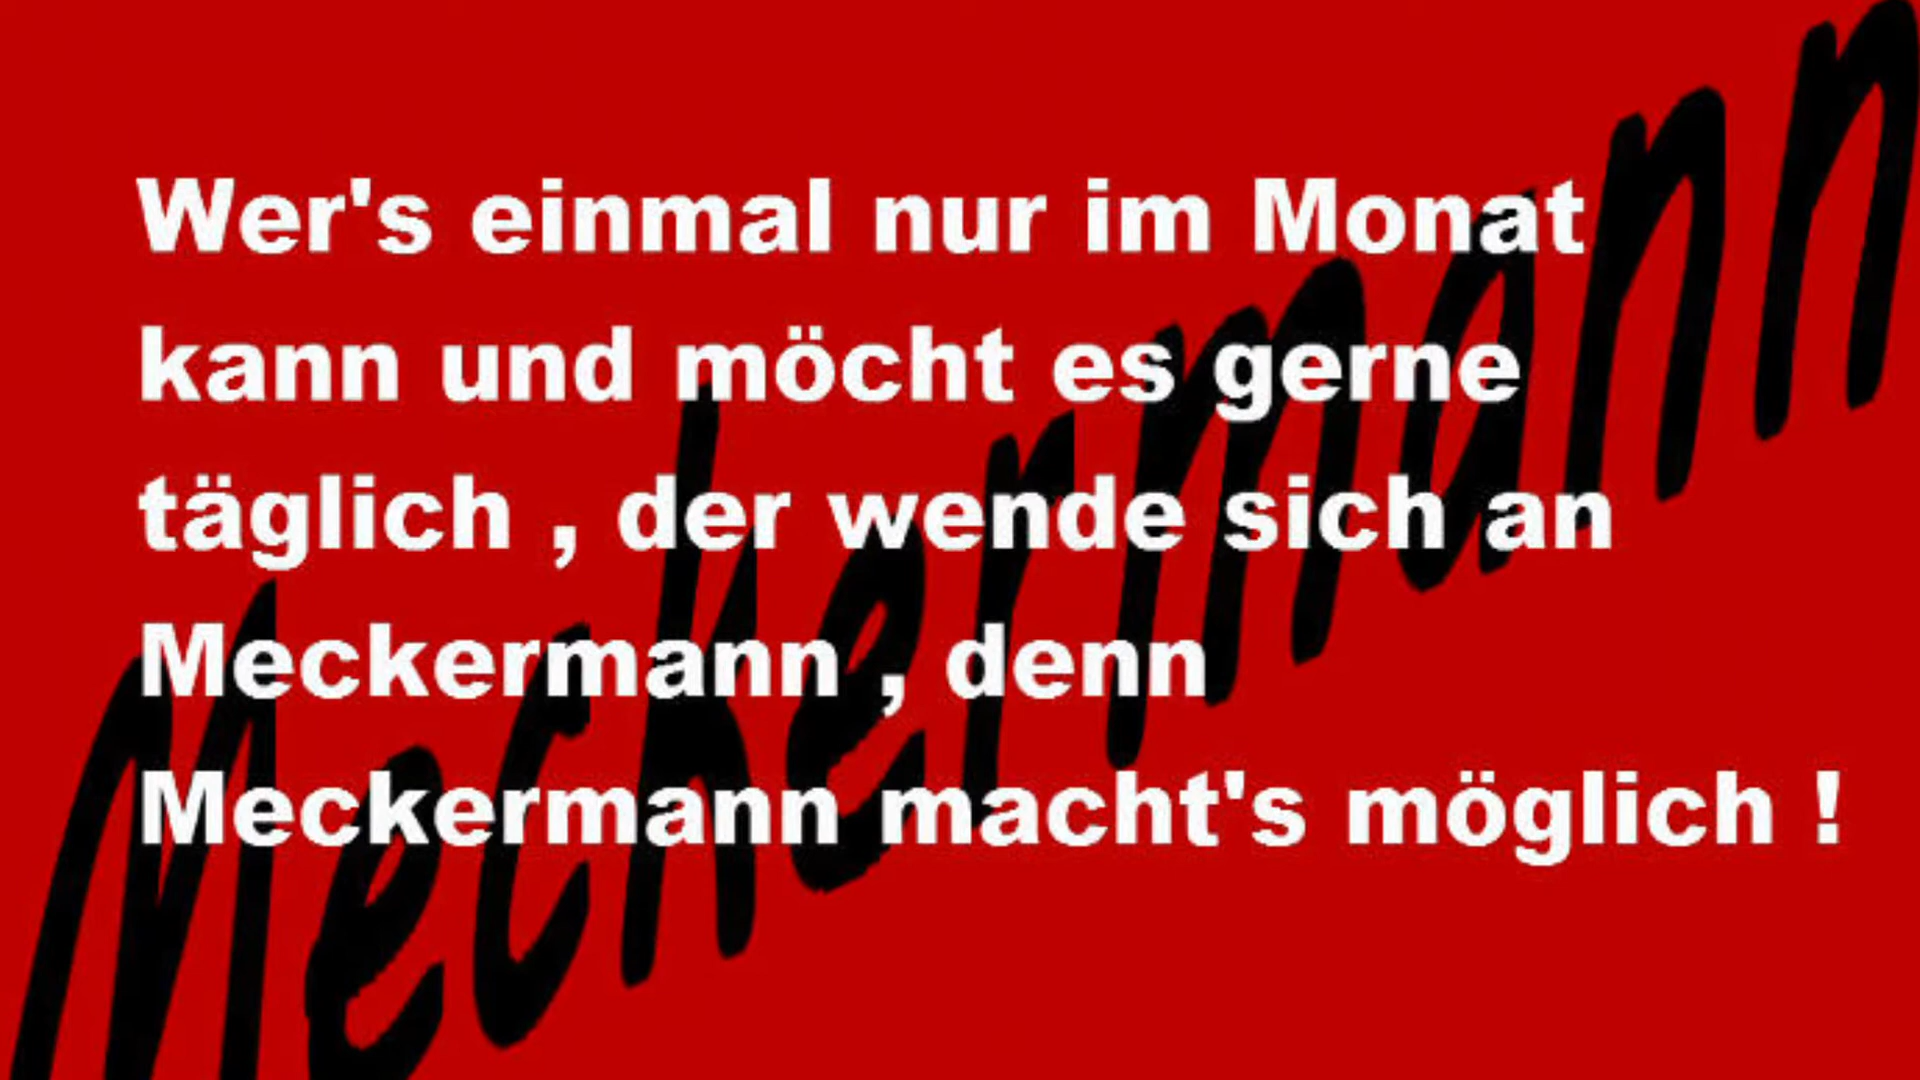 Wer's einmal nur im Monat
kann und möcht es gerne
täglich , der wende sich an
Meckermann , denn
Meckermann macht's möglich !
Meckermann